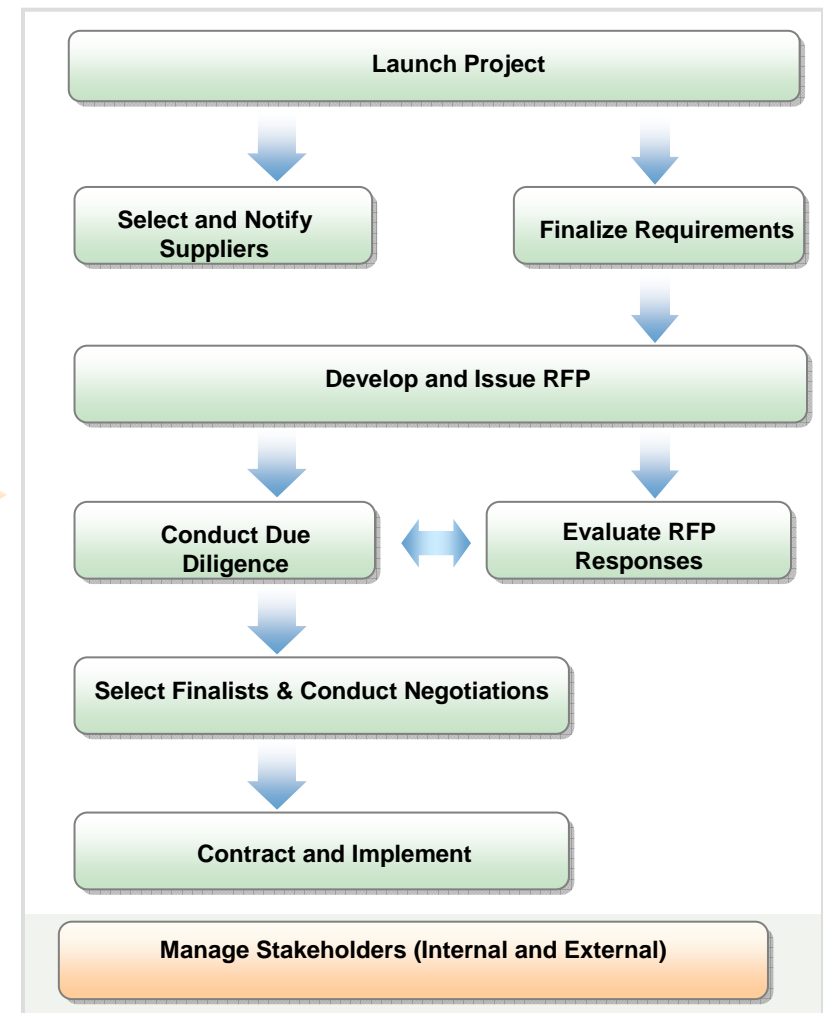 Launch Project
Select and Notify
Suppliers
Finalize Requirements
Develop and Issue RFP
Conduct Due
Diligence
Evaluate RFP
Responses
Select Finalists & Conduct Negotiations
Contract and Implement
Manage Stakeholders (Internal and External)